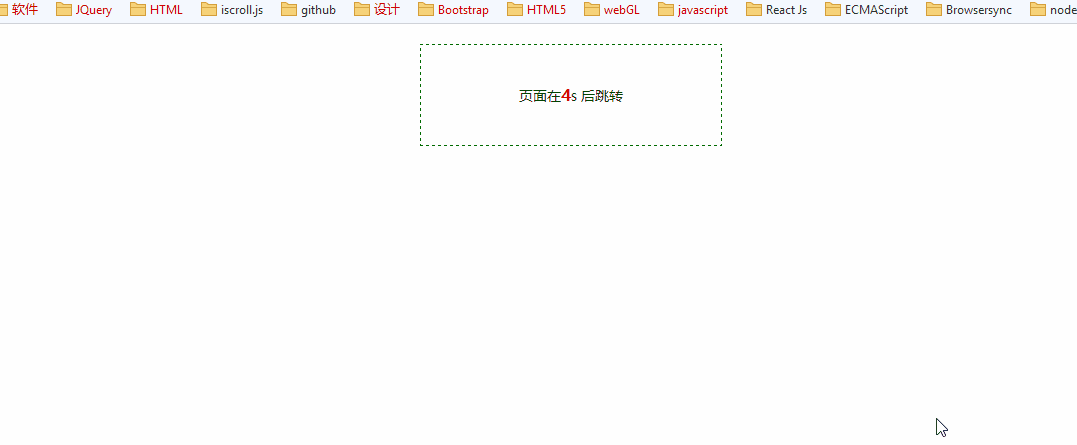 软件 JQuery HTML iscroll.js github 设计 Bootstrap HTML5 webGL javascript React Js ECMAScript Browsersync node
页面在4s 后跳转